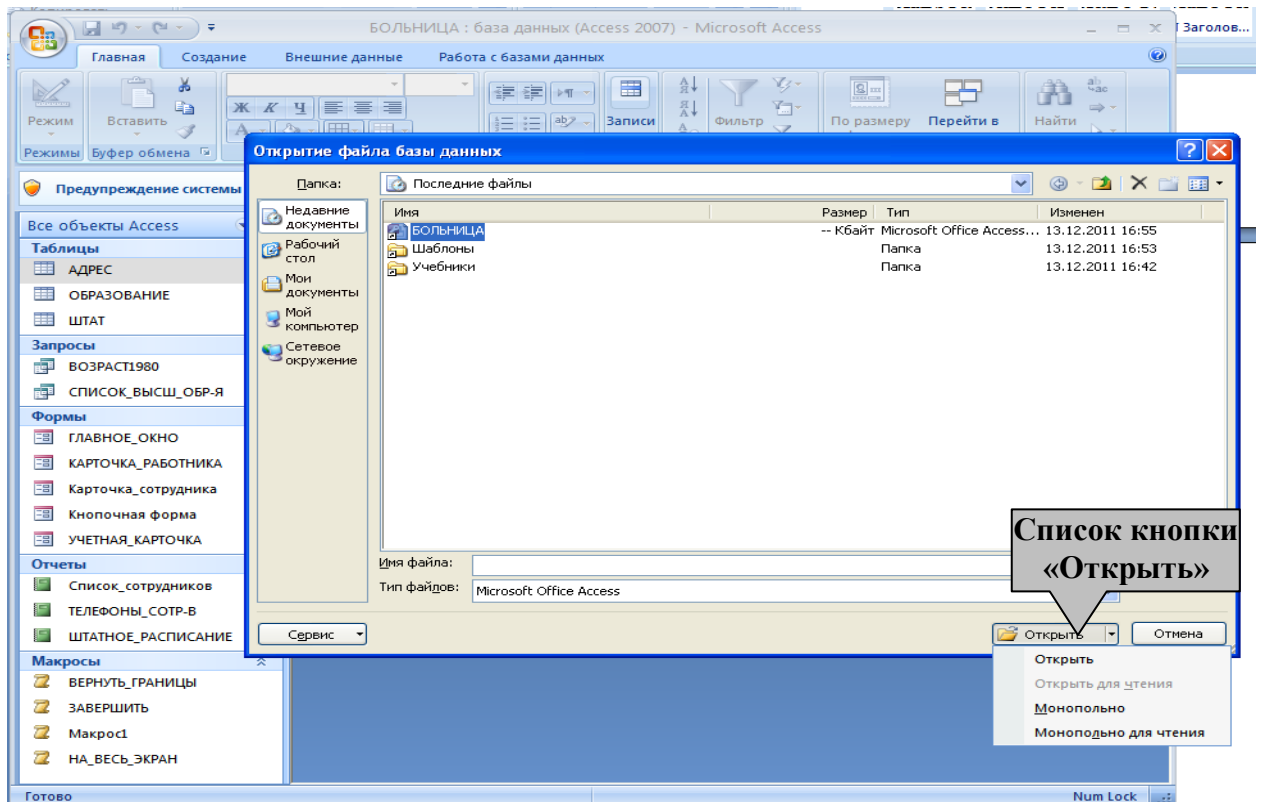 БОЛЬНИЦА : база данных (Access 2007) - Microsoft Access
Заголов...
Главная Создание Внешние данные Работа с базами данных
Режим
Вставить
Ж К Ч
Записи
Фильтр
По размеру
Перейти в
Найти
Режимы
Буфер обмена
Открытие файла базы данных
Предупреждение системы
Папка:
Последние файлы
Все объекты Access
Таблицы
АДРЕС
ОБРАЗОВАНИЕ
ШТАТ
Запросы
ВОЗРАСТ1980
СПИСОК_ВЫСШ_ОБР-Я
Формы
ГЛАВНОЕ_ОКНО
КАРТОЧКА_РАБОТНИКА
Карточка_сотрудника
Кнопочная форма
УЧЕТНАЯ_КАРТОЧКА
Отчеты
Список_сотрудников
ТЕЛЕФОНЫ_СОТР-В
ШТАТНОЕ_РАСПИСАНИЕ
Макросы
ВЕРНУТЬ_ГРАНИЦЫ
ЗАВЕРШИТЬ
Макрос1
НА_ВЕСЬ_ЭКРАН
Недавние
документы
Рабочий
стол
Мои
документы
Мой
компьютер
Сетевое
окружение
Имя Размер Тип Изменен
БОЛЬНИЦА -- Кбайт Microsoft Office Access... 13.12.2011 16:55
Шаблоны Папка 13.12.2011 16:53
Учебники Папка 13.12.2011 16:42
Список кнопки
«Открыть»
Имя файла:
Тип файлов: Microsoft Office Access
Сервис
Открыть
Отмена
Открыть
Открыть для чтения
Монопольно
Монопольно для чтения
Готово
Num Lock